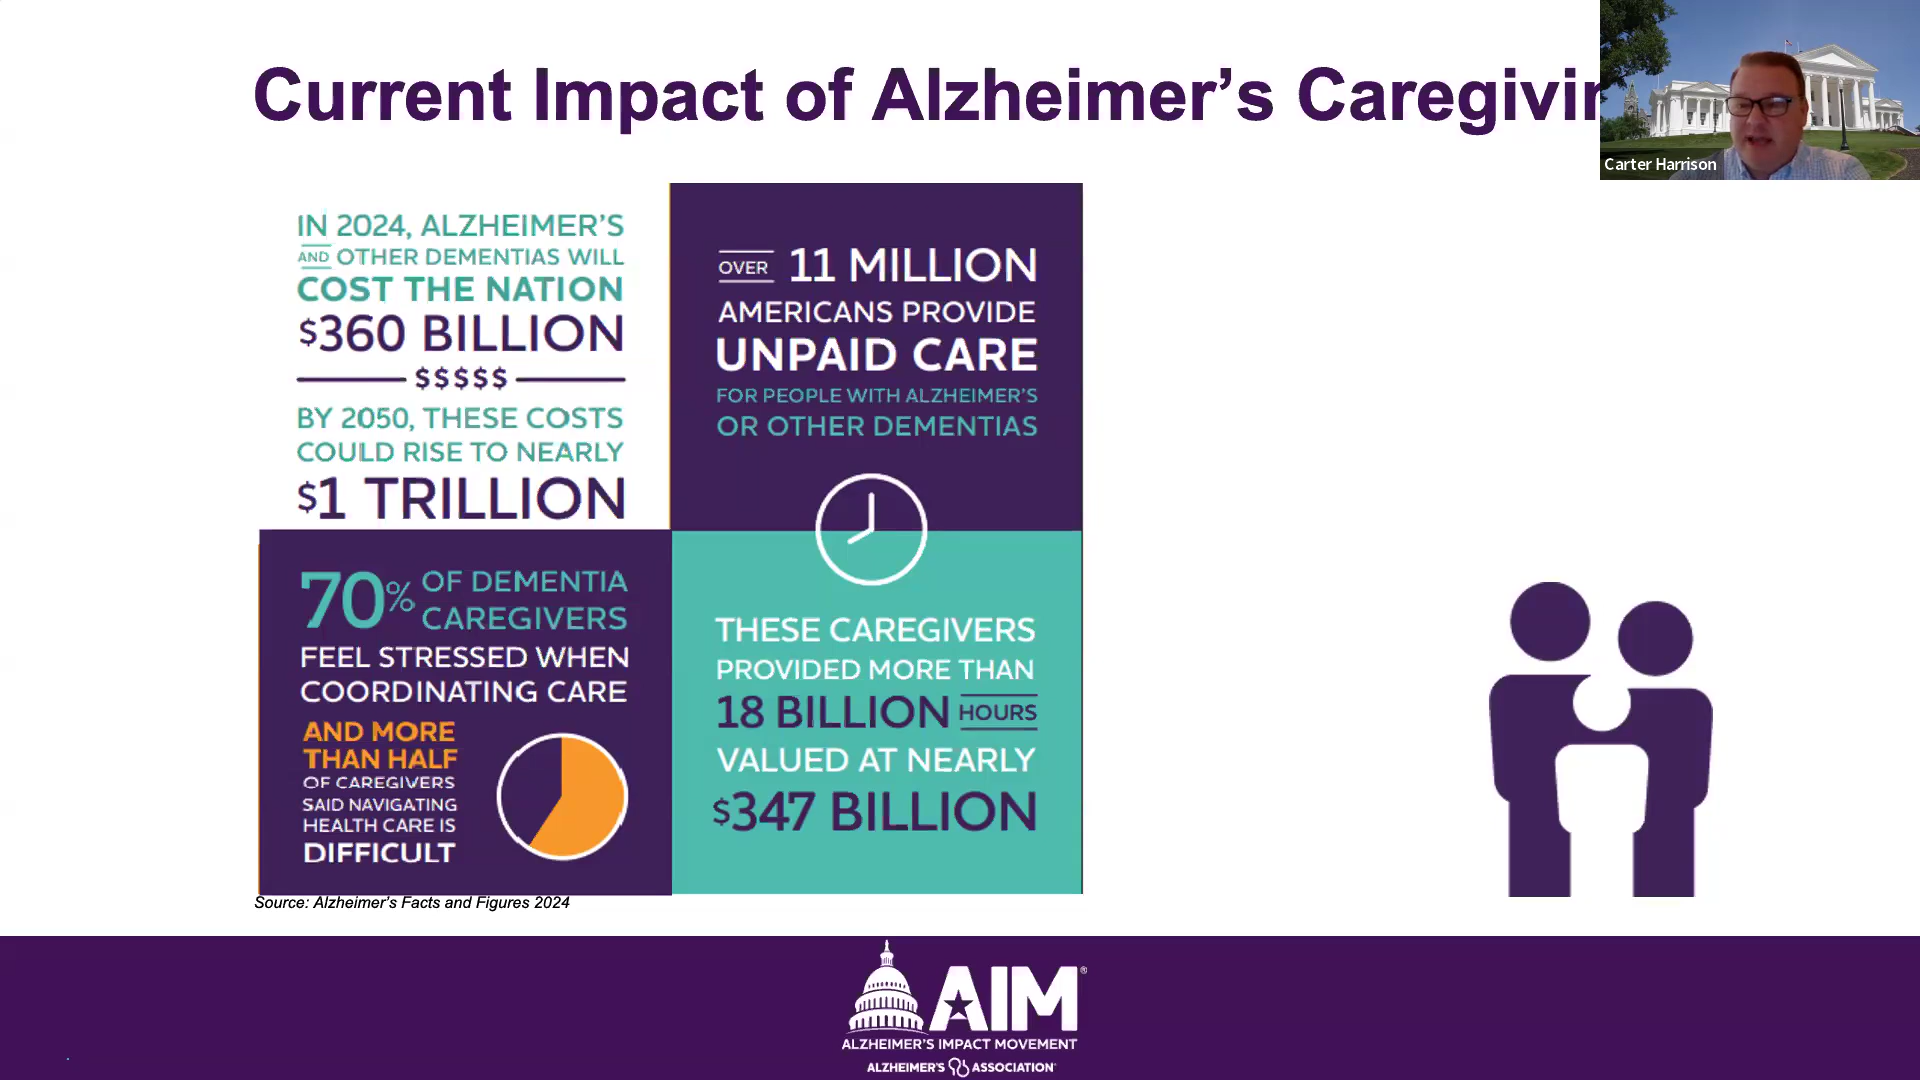 Current Impact of Alzheimer’s Caregivin
Carter Harrison
IN 2024, ALZHEIMER’S
AND OTHER DEMENTIAS WILL
COST THE NATION
$360 BILLION
$$$$$
BY 2050, THESE COSTS
COULD RISE TO NEARLY
$1 TRILLION
OVER 11 MILLION
AMERICANS PROVIDE
UNPAID CARE
FOR PEOPLE WITH ALZHEIMER’S
OR OTHER DEMENTIAS
70% OF DEMENTIA
CAREGIVERS
FEEL STRESSED WHEN
COORDINATING CARE
AND MORE
THAN HALF
OF CAREGIVERS
SAID NAVIGATING
HEALTH CARE IS
DIFFICULT
THESE CAREGIVERS
PROVIDED MORE THAN
18 BILLION HOURS
VALUED AT NEARLY
$347 BILLION
Source: Alzheimer’s Facts and Figures 2024
AIM®
ALZHEIMER’S IMPACT MOVEMENT
ALZHEIMER’S ASSOCIATION®